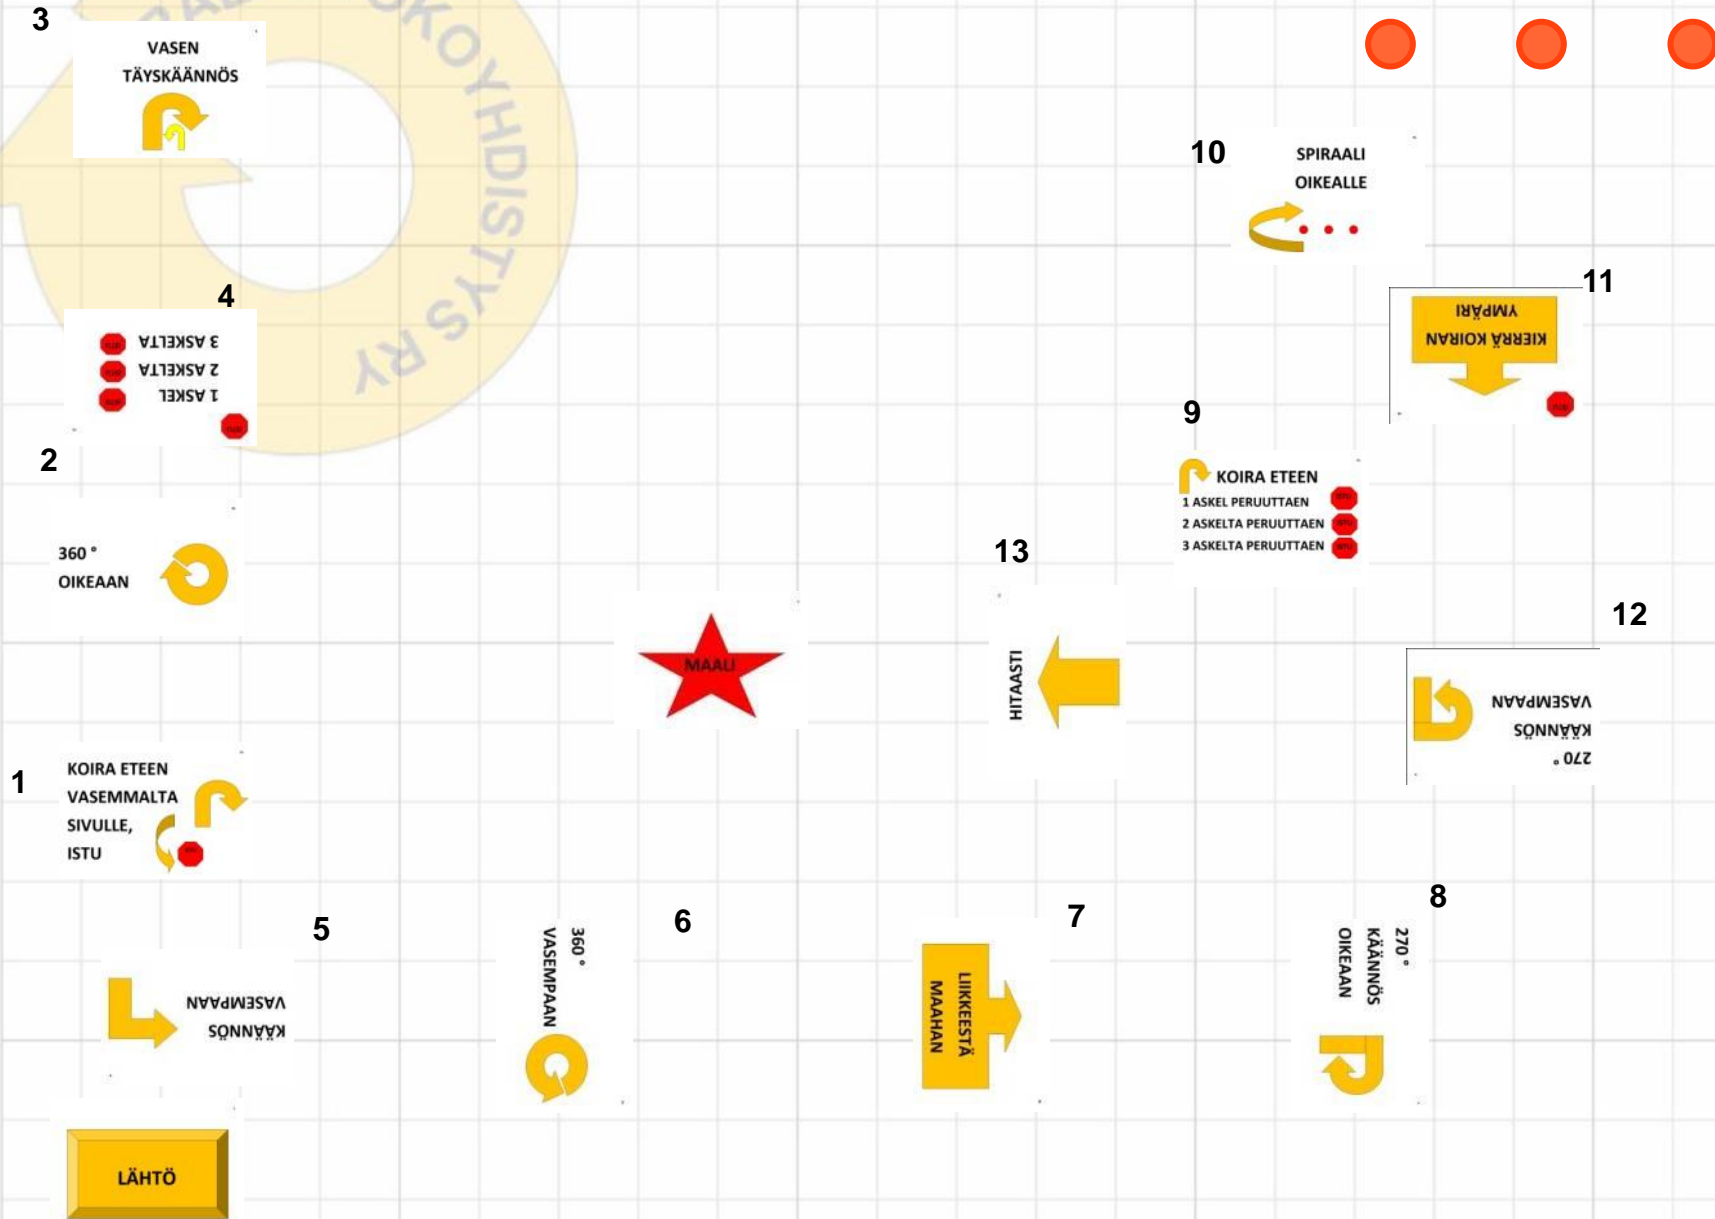 3
VASEN
TÄYSKÄÄNNÖS
KOYHDISTYS RY
10
SPIRAALI
OIKEALLE
4
3 ASKELTA
2 ASKELTA
1 ASKEL
11
KIERRÄ KOIRAN
YMPÄRI
2
360 °
OIKEAAN
9
KOIRA ETEEN
1 ASKEL PERUUTTAEN
2 ASKELTA PERUUTTAEN
3 ASKELTA PERUUTTAEN
13
HITAASTI
MAALI
12
270 °
KÄÄNNÖS
VASEMPAAN
1
KOIRA ETEEN
VASEMMALTA
SIVULLE,
ISTU
5
KÄÄNNÖS
VASEMPAAN
6
360 °
VASEMPAAN
7
LIIKKEESTÄ
MAAHAN
8
270 °
KÄÄNNÖS
OIKEAAN
LÄHTÖ